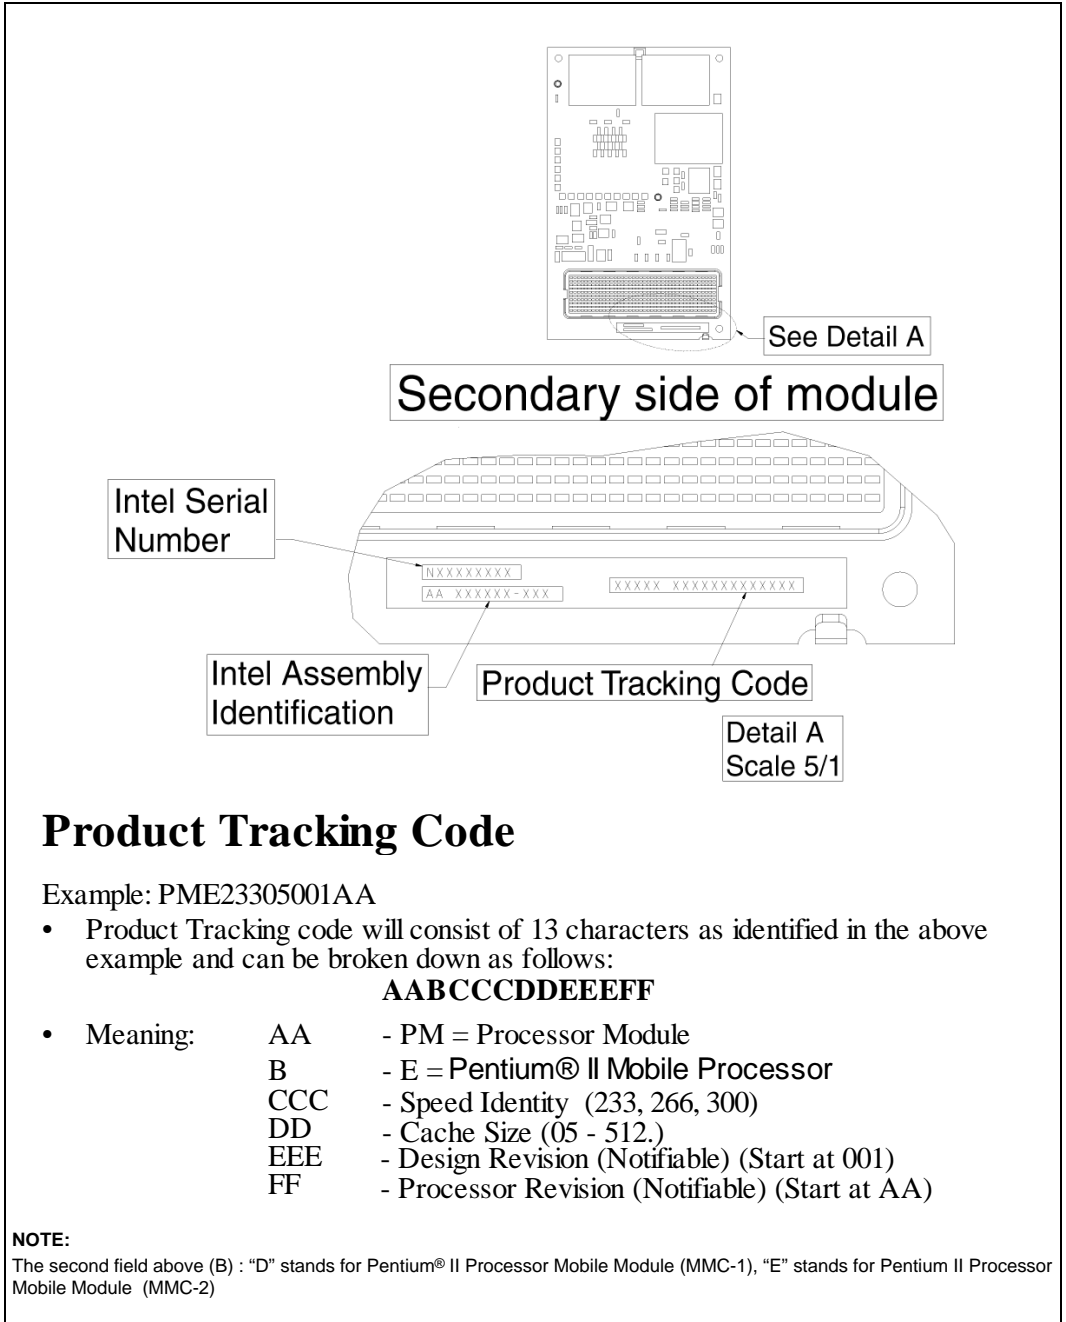 See Detail A
Secondary side of module
Intel Serial
Number
NXXXXXXXX
AA XXXXXX-XXX
XXXXX XXXXXXXXXXXXX
Intel Assembly
Identification
Product Tracking Code
Detail A
Scale 5/1
Product Tracking Code
Example: PME23305001AA
• Product Tracking code will consist of 13 characters as identified in the above
example and can be broken down as follows:
AABCCCDDEEEFF
• Meaning: AA - PM = Processor Module
B - E = Pentium® II Mobile Processor
CCC - Speed Identity (233, 266, 300)
DD - Cache Size (05 - 512.)
EEE - Design Revision (Notifiable) (Start at 001)
FF - Processor Revision (Notifiable) (Start at AA)
NOTE:
The second field above (B) : “D” stands for Pentium® II Processor Mobile Module (MMC-1), “E” stands for Pentium II Processor
Mobile Module (MMC-2)